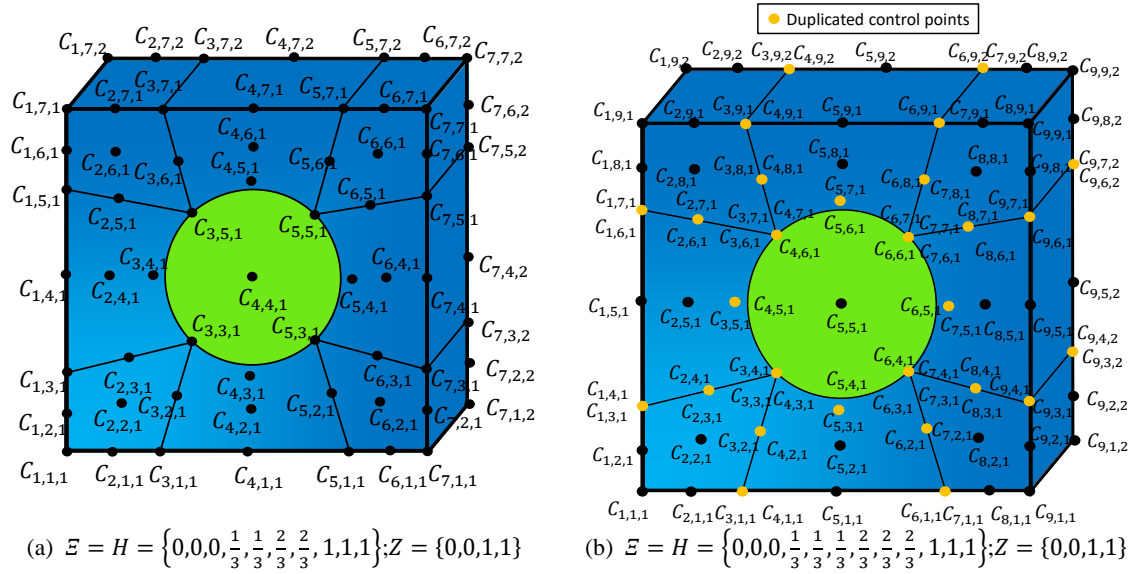 Duplicated control points
C1,7,2 C2,7,2 C3,7,2 C4,7,2 C5,7,2 C6,7,2 C7,7,2
C1,7,1 C2,7,1 C3,7,1 C4,7,1 C5,7,1 C6,7,1 C7,7,1 C7,6,2
C1,6,1 C2,6,1 C3,6,1 C4,6,1 C5,6,1 C6,6,1 C7,6,1 C7,5,2
C1,5,1 C2,5,1 C3,5,1 C4,5,1 C5,5,1 C6,5,1 C7,5,1
C1,4,1 C2,4,1 C3,4,1 C4,4,1 C5,4,1 C6,4,1 C7,4,1 C7,4,2
C1,3,1 C2,3,1 C3,3,1 C4,3,1 C5,3,1 C6,3,1 C7,3,1 C7,3,2
C1,2,1 C2,2,1 C3,2,1 C4,2,1 C5,2,1 C6,2,1 C7,2,1 C7,2,2
C1,1,1 C2,1,1 C3,1,1 C4,1,1 C5,1,1 C6,1,1 C7,1,1 C7,1,2
(a) Ξ = H = {0,0,0,1/3,1/3,2/3,2/3,1,1,1};Z = {0,0,1,1}
C1,9,2 C2,9,2 C3,9,2 C4,9,2 C5,9,2 C6,9,2 C7,9,2 C8,9,2 C9,9,2
C1,9,1 C2,9,1 C3,9,1 C4,9,1 C5,9,1 C6,9,1 C7,9,1 C8,9,1 C9,9,1 C9,8,2
C1,8,1 C2,8,1 C3,8,1 C4,8,1 C5,8,1 C6,8,1 C7,8,1 C8,8,1 C9,8,1 C9,7,2
C1,7,1 C2,7,1 C3,7,1 C4,7,1 C5,7,1 C6,7,1 C7,7,1 C8,7,1 C9,7,1 C9,6,2
C1,6,1 C2,6,1 C3,6,1 C4,6,1 C5,6,1 C6,6,1 C7,6,1 C8,6,1 C9,6,1
C1,5,1 C2,5,1 C3,5,1 C4,5,1 C5,5,1 C6,5,1 C7,5,1 C8,5,1 C9,5,1 C9,5,2
C1,4,1 C2,4,1 C3,4,1 C4,3,1 C5,4,1 C6,4,1 C7,4,1 C8,4,1 C9,4,1 C9,4,2
C1,3,1 C2,3,1 C3,3,1 C5,3,1 C6,3,1 C7,3,1 C8,3,1 C9,3,1 C9,3,2
C1,2,1 C2,2,1 C3,2,1 C4,2,1 C5,2,1 C6,2,1 C7,2,1 C8,2,1 C9,2,1 C9,2,2
C1,1,1 C2,1,1 C3,1,1 C4,1,1 C5,1,1 C6,1,1 C7,1,1 C8,1,1 C9,1,1 C9,1,2
(b) Ξ = H = {0,0,0,1/3,1/3,1/3,2/3,2/3,2/3,1,1,1};Z = {0,0,1,1}